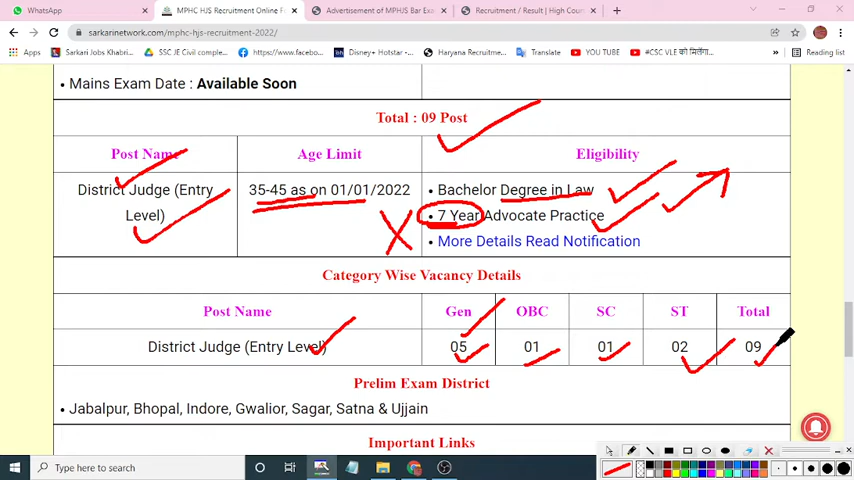 WhatsApp
MPHC HJS Recruitment Online F
Advertisement of MPHJS Bar Exa
Recruitment / Result | High Cour
sarkarinetwork.com/mphc-hjs-recruitment-2022/
Apps
Sarkari Jobs Khabri...
SSC JE Civil complet...
https://www.facebo...
Disney+ Hotstar -...
Haryana Recruitme...
Translate
YOU TUBE
#CSC VLE को मिलेंगा...
Reading list
• Mains Exam Date : Available Soon
Total : 09 Post
Post Name
Age Limit
Eligibility
District Judge (Entry
Level)
35-45 as on 01/01/2022
• Bachelor Degree in Law
• 7 Year Advocate Practice
• More Details Read Notification
Category Wise Vacancy Details
Post Name
Gen
OBC
SC
ST
Total
District Judge (Entry Level)
05
01
01
02
09
Prelim Exam District
• Jabalpur, Bhopal, Indore, Gwalior, Sagar, Satna & Ujjain
Important Links
Type here to search